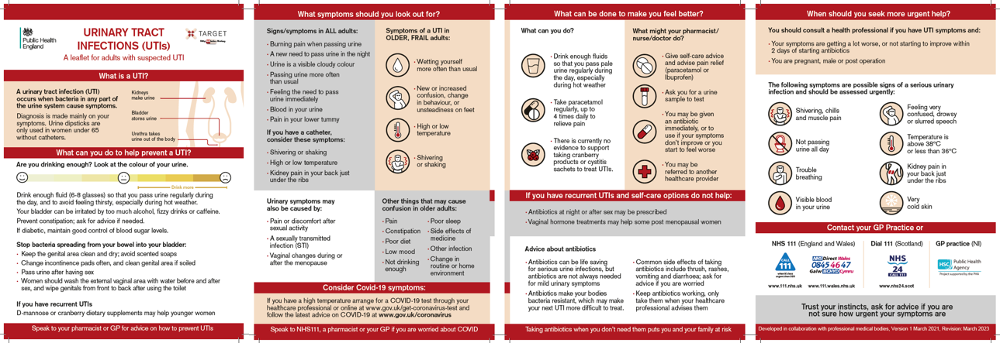 Public Health
England
URINARY TRACT
INFECTIONS (UTIs)
A leaflet for adults with suspected UTI
TARGET
What is a UTI?
A urinary tract infection (UTI)
occurs when bacteria in any part of
the urine system cause symptoms.
Diagnosis is made mainly on your
symptoms. Urine dipsticks are
only used in women under 65
without catheters.
Kidneys
make urine
Bladder
stores urine
Urethra takes
urine out of the body
What can you do to help prevent a UTI?
Are you drinking enough? Look at the colour of your urine.
Drink more
Drink enough fluid (6-8 glasses) so that you pass urine regularly during
the day, and to avoid feeling thirsty, especially during hot weather.
Your bladder can be irritated by too much alcohol, fizzy drinks or caffeine.
Prevent constipation; ask for advice if needed.
If diabetic, maintain good control of blood sugar levels.
Stop bacteria spreading from your bowel into your bladder:
• Keep the genital area clean and dry; avoid scented soaps
• Change incontinence pads often, and clean genital area if soiled
• Pass urine after having sex
• Women should wash the external vaginal area with water before and after
sex, and wipe genitals from front to back after using the toilet
If you have recurrent UTIs
D-mannose or cranberry dietary supplements may help younger women
Speak to your pharmacist or GP for advice on how to prevent UTIs
What symptoms should you look out for?
Signs/symptoms in ALL adults:
• Burning pain when passing urine
• A new need to pass urine in the night
• Urine is a visible cloudy colour
• Passing urine more often
than usual
• Feeling the need to pass
urine immediately
• Blood in your urine
• Pain in your lower tummy
If you have a catheter,
consider these symptoms:
• Shivering or shaking
• High or low temperature
• Kidney pain in your back just
under the ribs
Symptoms of a UTI in
OLDER, FRAIL adults:
• Wetting yourself
more often than usual
• New or increased
confusion, change
in behaviour, or
unsteadiness on feet
• High or low
temperature
• Shivering
or shaking
Urinary symptoms may
also be caused by:
• Pain or discomfort after
sexual activity
• A sexually transmitted
infection (STI)
• Vaginal changes during or
after the menopause
Other things that may cause
confusion in older adults:
• Pain
• Constipation
• Poor diet
• Low mood
• Not drinking
enough
• Poor sleep
• Side effects of
medicine
• Other infection
• Change in
routine or home
environment
Consider Covid-19 symptoms:
If you have a high temperature arrange for a COVID-19 test through your
healthcare professional or online at www.gov.uk/get-coronavirus-test and
follow the latest advice on COVID-19 at www.gov.uk/coronavirus
Speak to NHS111, a pharmacist or your GP if you are worried about COVID
What can be done to make you feel better?
What can you do?
• Drink enough fluids
so that you pass pale
urine regularly during
the day, especially
during hot weather
• Take paracetamol
regularly, up to
4 times daily to
relieve pain
• There is currently no
evidence to support
taking cranberry
products or cystitis
sachets to treat UTIs.
What might your pharmacist/
nurse/doctor do?
• Give self-care advice
and advise pain relief
(paracetamol or
Ibuprofen)
• Ask you for a urine
sample to test
• You may be given
an antibiotic
immediately, or to
use if your symptoms
don't improve or you
start to feel worse
• You may be
referred to another
healthcare provider
If you have recurrent UTIs and self-care options do not help:
• Antibiotics at night or after sex may be prescribed
• Vaginal hormone treatments may help some post menopausal women
Advice about antibiotics
• Antibiotics can be life saving
for serious urine infections, but
antibiotics are not always needed
for mild urinary symptoms
• Antibiotics make your bodies
bacteria resistant, which may make
your next UTI more difficult to treat.
• Common side effects of taking
antibiotics include thrush, rashes,
vomiting and diarrhoea; ask for
advice if you are worried
• Keep antibiotics working, only
take them when your healthcare
professional advises them
Taking antibiotics when you don't need them puts you and your family at risk
When should you seek more urgent help?
You should consult a health professional if you have UTI symptoms and:
• Your symptoms are getting a lot worse, or not starting to improve within
2 days of starting antibiotics
• You are pregnant, male or post operation
The following symptoms are possible signs of a serious urinary
infection and should be assessed urgently:
Shivering, chills
and muscle pain
Not passing
urine all day
Trouble
breathing
Visible blood
in your urine
Feeling very
confused, drowsy
or slurred speech
Temperature is
above 38°C
or less than 36°C
Kidney pain in
your back just
under the ribs
Very
cold skin
Contact your GP Practice or
NHS 111 (England and Wales)
CALL
111
when it's less
urgent than 999
www.111.nhs.uk
NHS Direct Wales
0845 46 47
Galw IECHYD Cymru
www.111.wales.nhs.uk
Dial 111 (Scotland)
NHS
24
CALL 111
www.nhs24.scot
GP practice (NI)
HSC
Public Health
Agency
Project supported by the PHA
Trust your instincts, ask for advice if you are
not sure how urgent your symptoms are
Developed in collaboration with professional medical bodies, Version 1 March 2021, Revision: March 2023